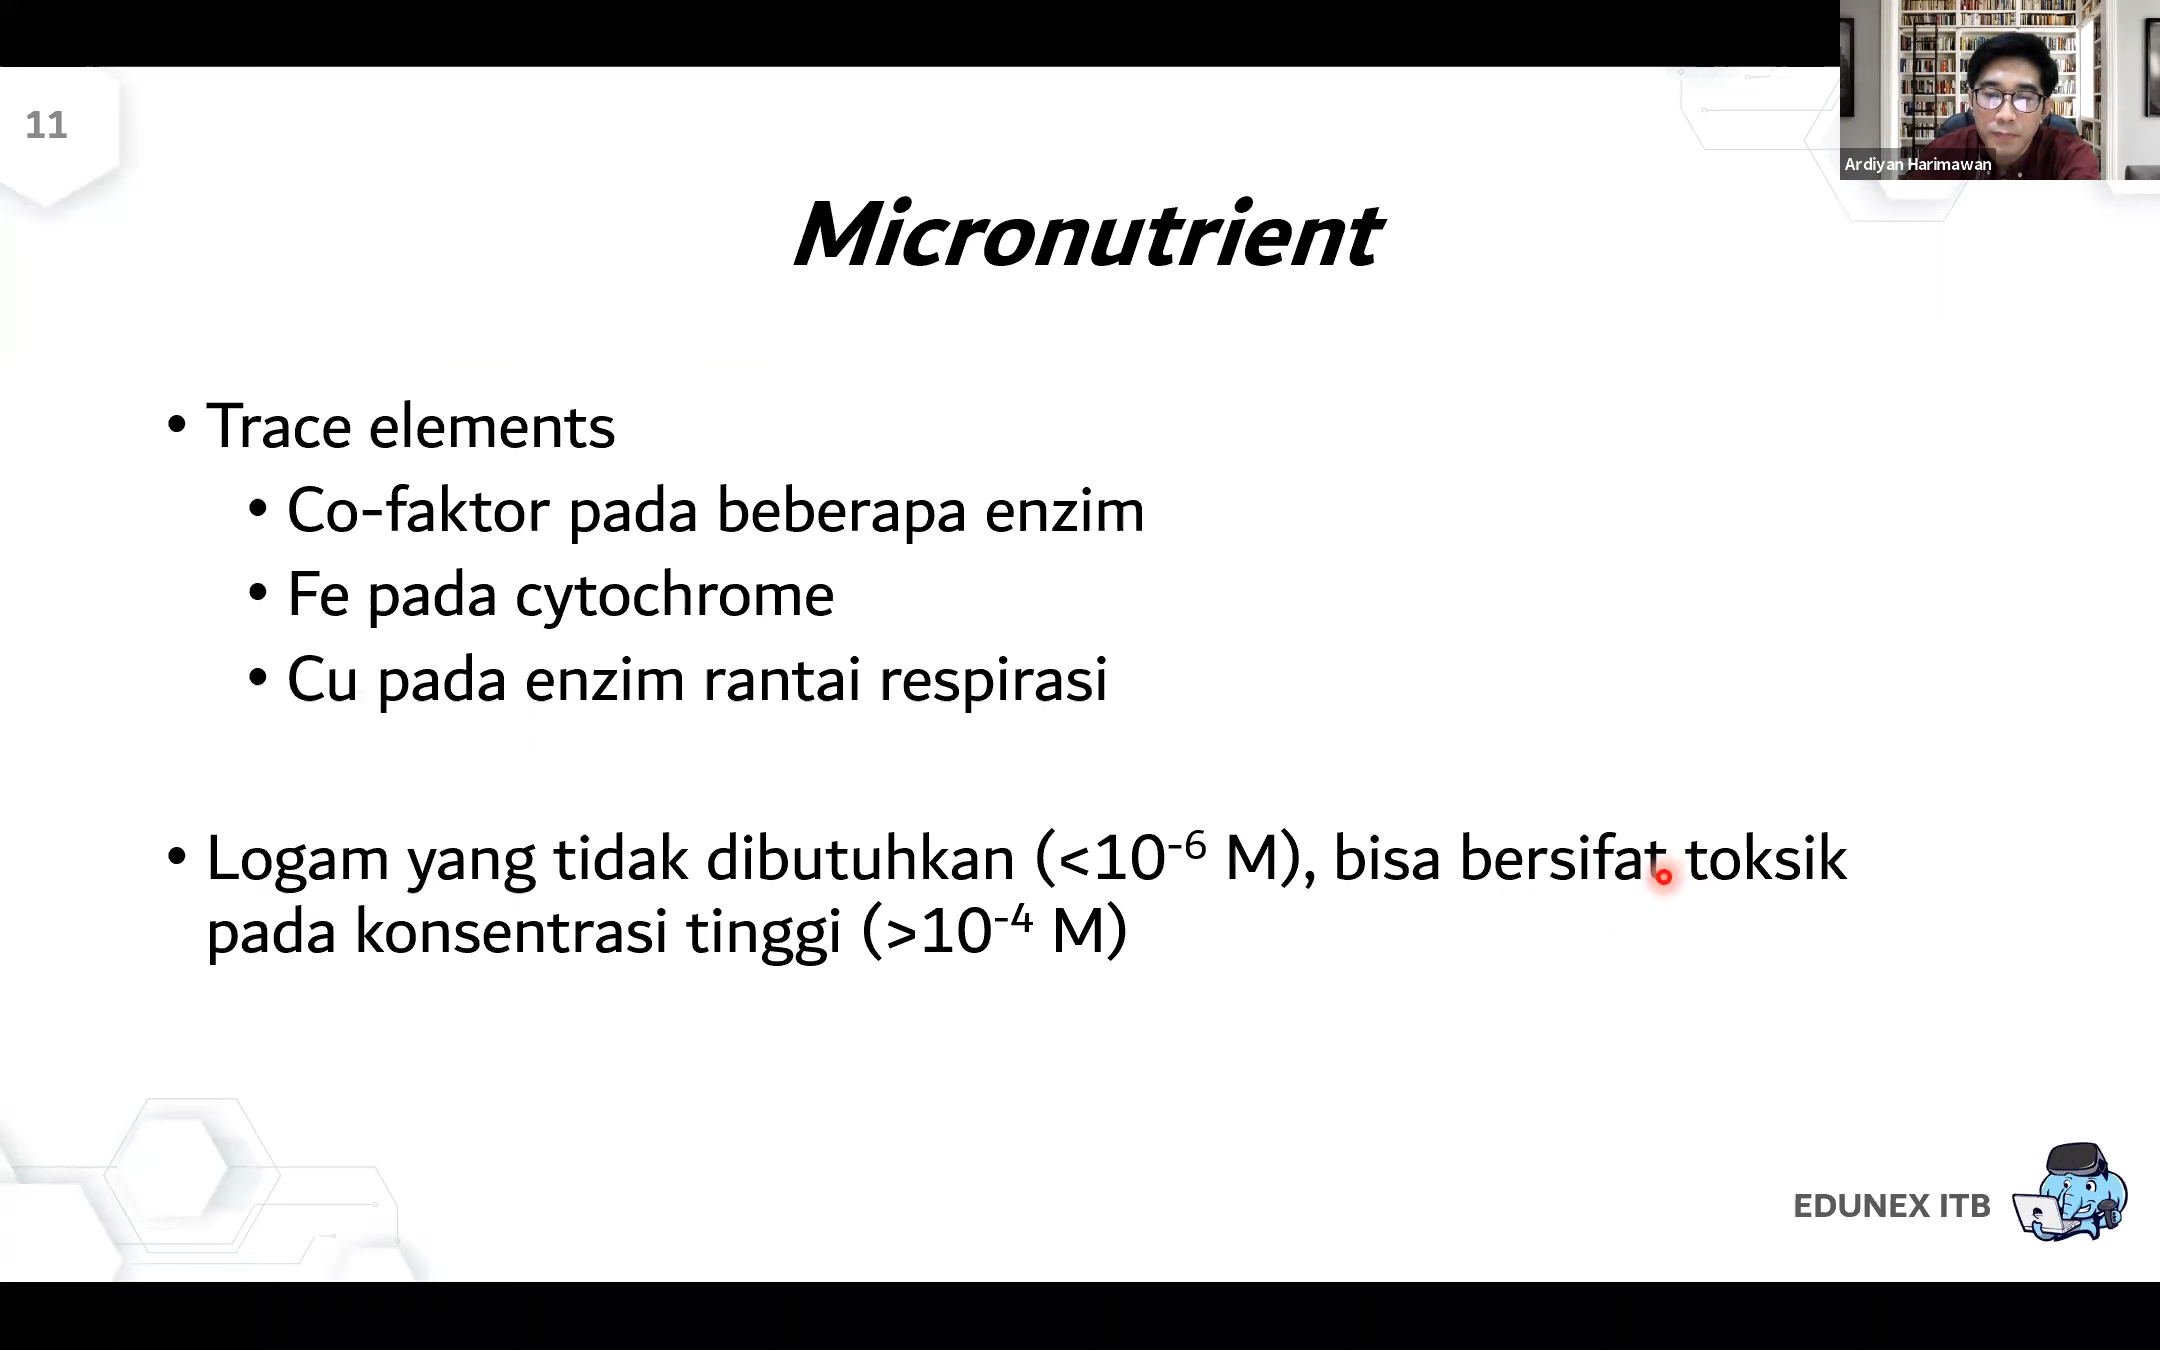 11
Ardiyan Harimawan
Micronutrient
• Trace elements
• Co-faktor pada beberapa enzim
• Fe pada cytochrome
• Cu pada enzim rantai respirasi
• Logam yang tidak dibutuhkan (<10⁻⁶ M), bisa bersifat toksik
pada konsentrasi tinggi (>10⁻⁴ M)
EDUNEX ITB